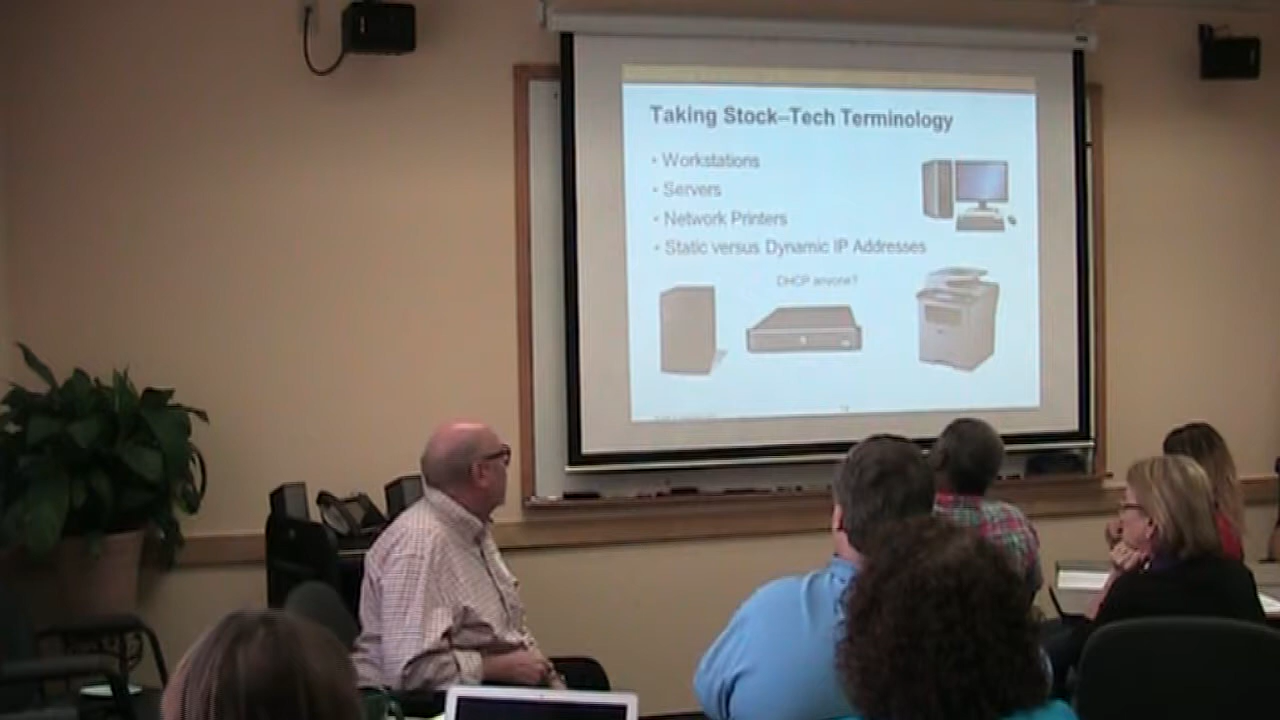 Taking Stock–Tech Terminology
• Workstations
• Servers
• Network Printers
• Static versus Dynamic IP Addresses
DHCP anyone?